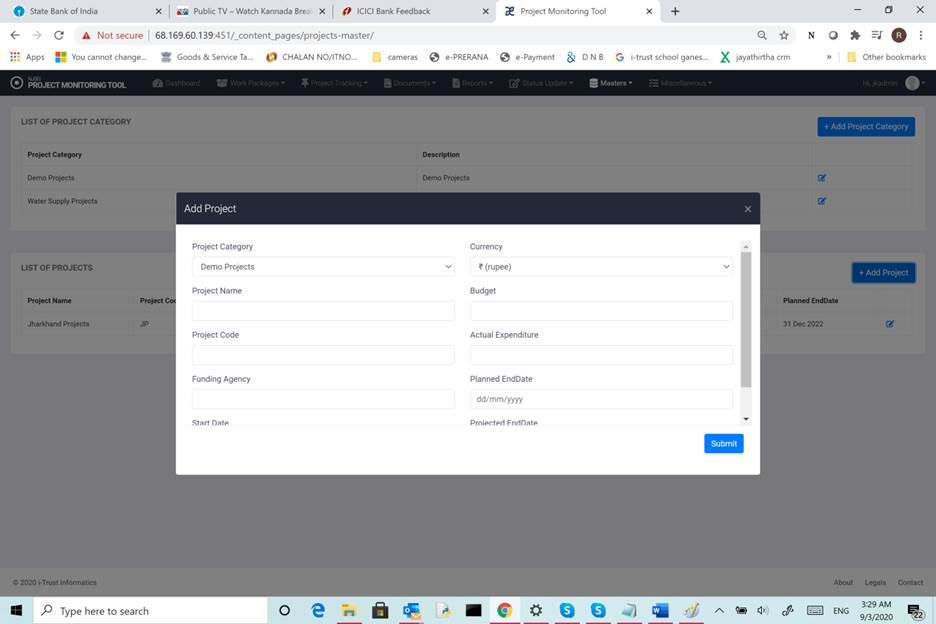 State Bank of India
Public TV – Watch Kannada Brea
ICICI Bank Feedback
Project Monitoring Tool
Not secure
68.169.60.139:451/_content_pages/projects-master/
R
Apps
You cannot change...
Goods & Service Ta...
CHALAN NO/ITNO...
cameras
e-PRERANA
e-Payment
D N B
i-trust school ganes...
jayathirtha crm
»
Other bookmarks
PROJECT MONITORING TOOL
Dashboard
Work Packages
Project Tracking
Documents
Reports
Status Update
Masters
Miscellaneous
Hi, jkadmin
LIST OF PROJECT CATEGORY
+ Add Project Category
Project Category
Description
Demo Projects
Demo Projects
Water Supply Projects
Add Project
×
Project Category
Currency
Demo Projects
₹ (rupee)
Project Name
Budget
Project Code
Actual Expenditure
Funding Agency
Planned EndDate
dd/mm/yyyy
Start Date
Projected EndDate
Submit
LIST OF PROJECTS
+ Add Project
Project Name
Project Cod
Planned EndDate
Jharkhand Projects
JP
31 Dec 2022
© 2020 i-Trust Informatics
About
Legals
Contact
Type here to search
ENG
3:29 AM
9/3/2020
22